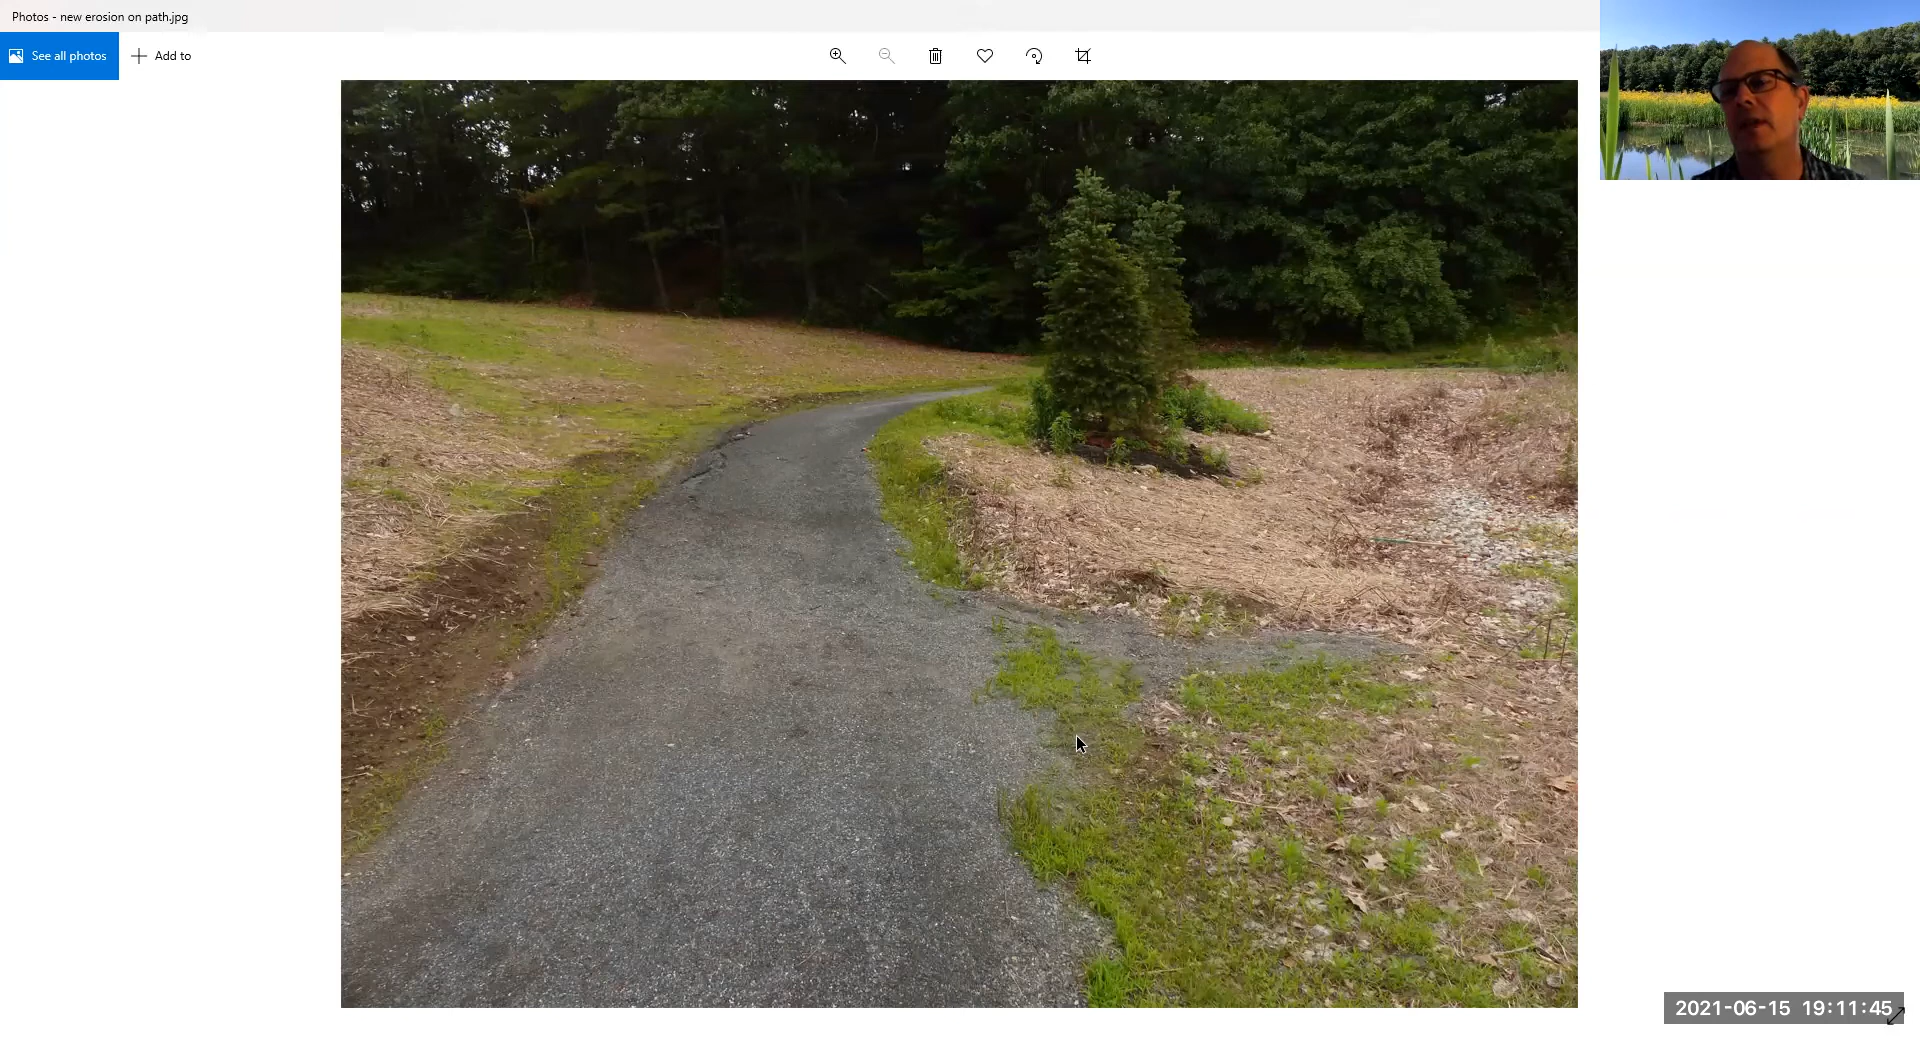 Photos - new erosion on path.jpg
See all photos
Add to
2021-06-15 19:11:45